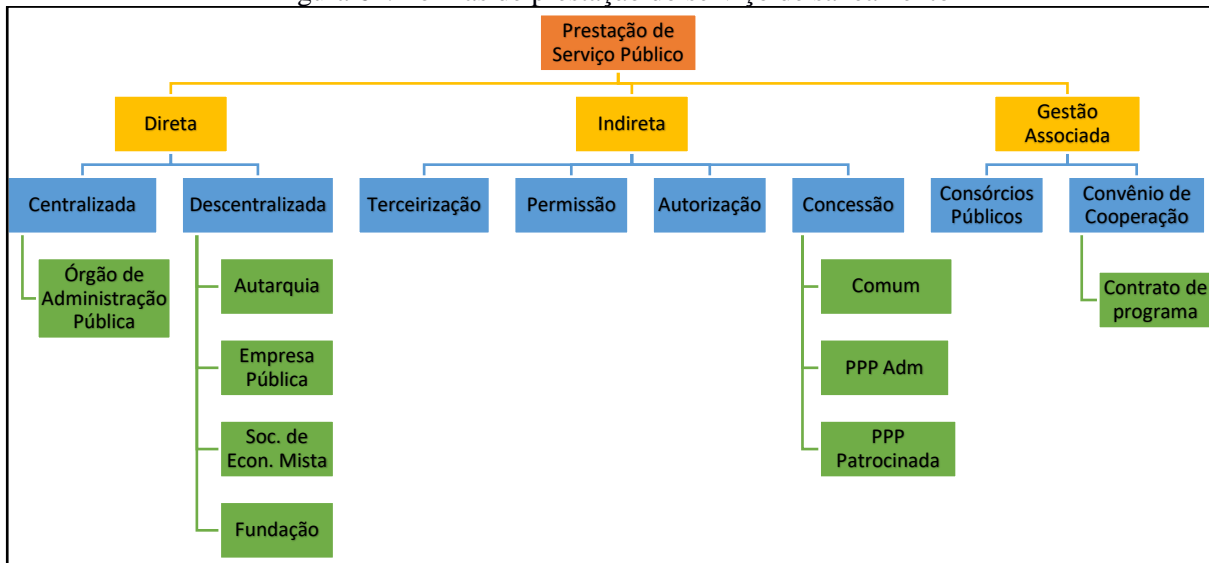 Prestação de
Serviço Público
Direta
Indireta
Gestão
Associada
Centralizada
Descentralizada
Terceirização
Permissão
Autorização
Concessão
Consórcios
Públicos
Convênio de
Cooperação
Órgão de
Administração
Pública
Autarquia
Empresa
Pública
Soc. de
Econ. Mista
Fundação
Comum
PPP Adm
PPP
Patrocinada
Contrato de
programa